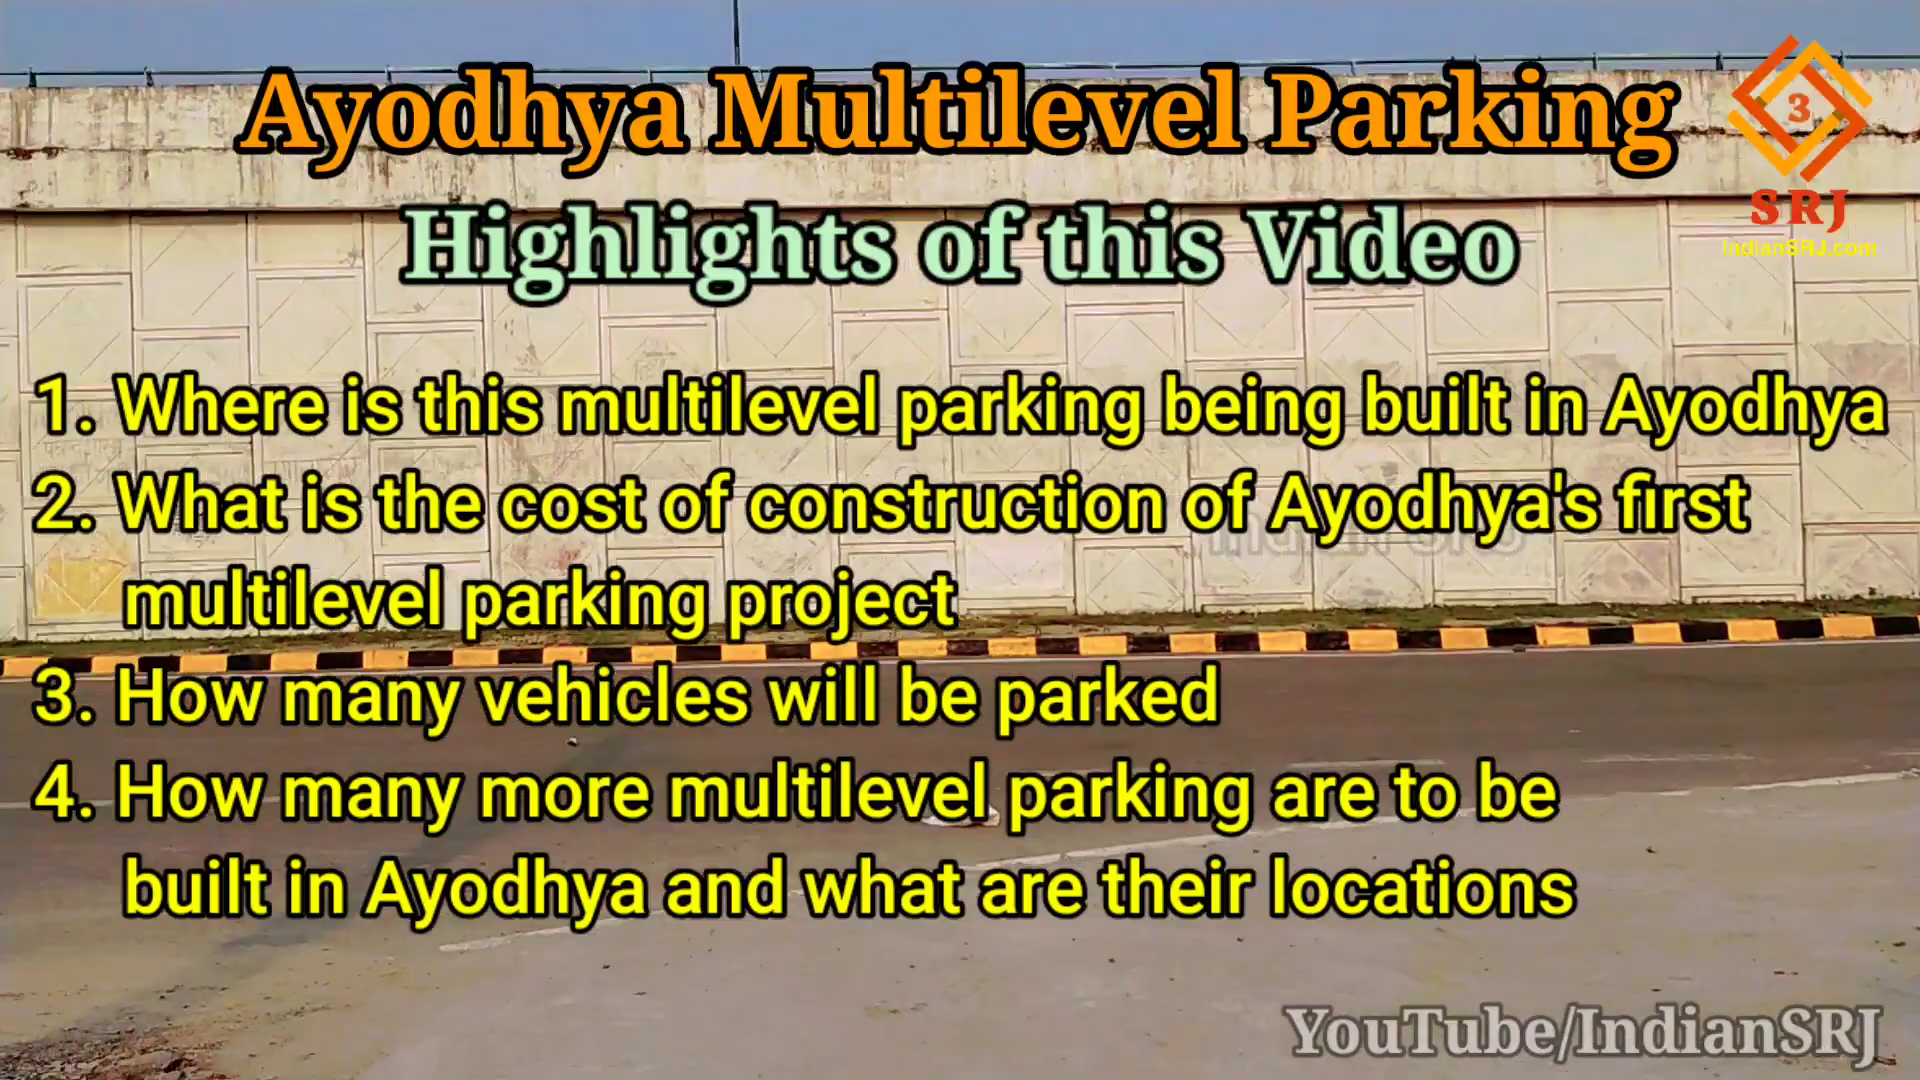 Ayodhya Multilevel Parking
3
SRJ
IndianSRJ.com
Highlights of this Video
1. Where is this multilevel parking being built in Ayodhya
2. What is the cost of construction of Ayodhya's first
multilevel parking project
Indian SRJ
3. How many vehicles will be parked
4. How many more multilevel parking are to be
built in Ayodhya and what are their locations
YouTube/IndianSRJ